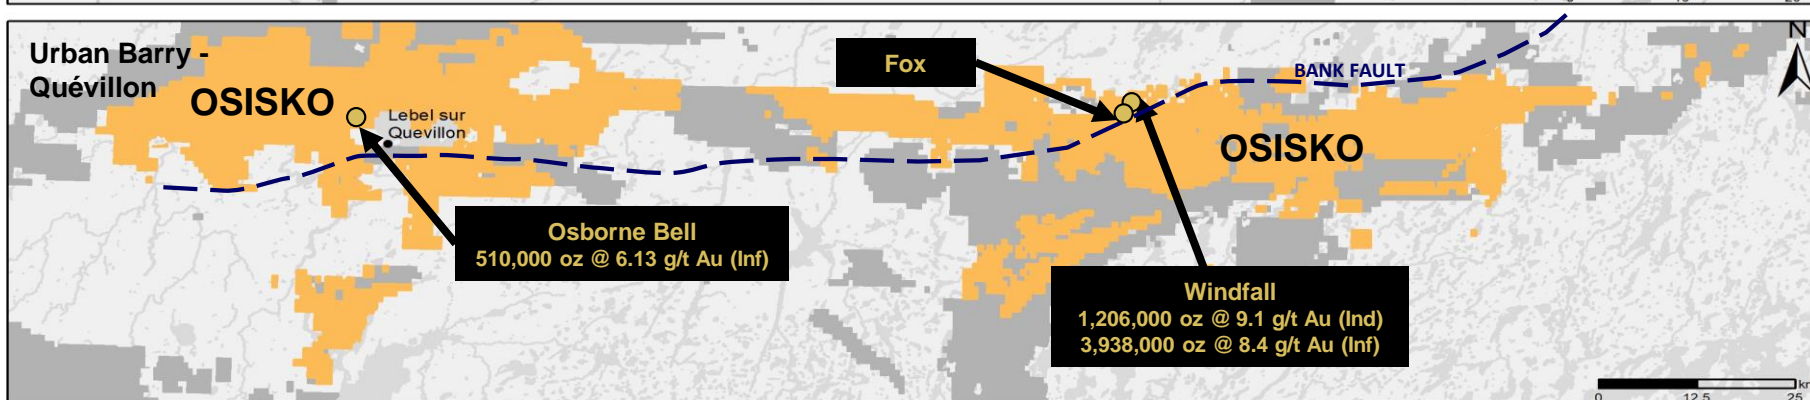 Urban Barry -
Quévillon
OSISKO
Lebel sur
Quevillon
Fox
BANK FAULT
N
OSISKO
Osborne Bell
510,000 oz @ 6.13 g/t Au (Inf)
Windfall
1,206,000 oz @ 9.1 g/t Au (Ind)
3,938,000 oz @ 8.4 g/t Au (Inf)
km
0 12.5 25